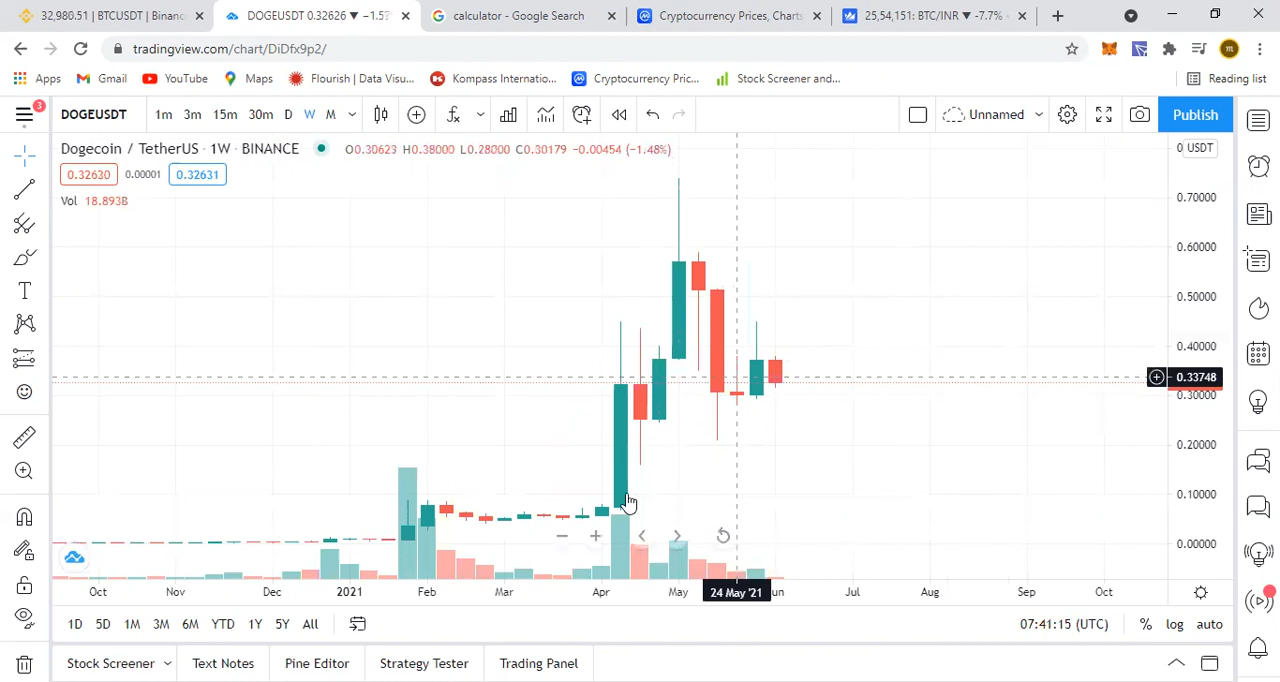 32,980.51 | BTCUSDT | Binanc
DOGEUSDT 0.32626 ▼ −1.5?
calculator - Google Search
Cryptocurrency Prices, Charts
25,54,151: BTC/INR ▼ -7.7%
tradingview.com/chart/DiDfx9p2/
m
Apps
Gmail
YouTube
Maps
Flourish | Data Visu...
Kompass Internatio...
Cryptocurrency Pric...
Stock Screener and...
Reading list
3
DOGEUSDT
1m 3m 15m 30m D W M
Unnamed
Publish
Dogecoin / TetherUS · 1W · BINANCE
O0.30623 H0.38000 L0.28000 C0.30179 −0.00454 (−1.48%)
0 USDT
0.32630 0.00001 0.32631
Vol 18.893B
0.70000
0.60000
0.50000
0.40000
0.33748
0.30000
0.20000
0.10000
0.00000
Oct Nov Dec 2021 Feb Mar Apr May 24 May '21 un Jul Aug Sep Oct
1D 5D 1M 3M 6M YTD 1Y 5Y All
07:41:15 (UTC)
% log auto
Stock Screener
Text Notes
Pine Editor
Strategy Tester
Trading Panel